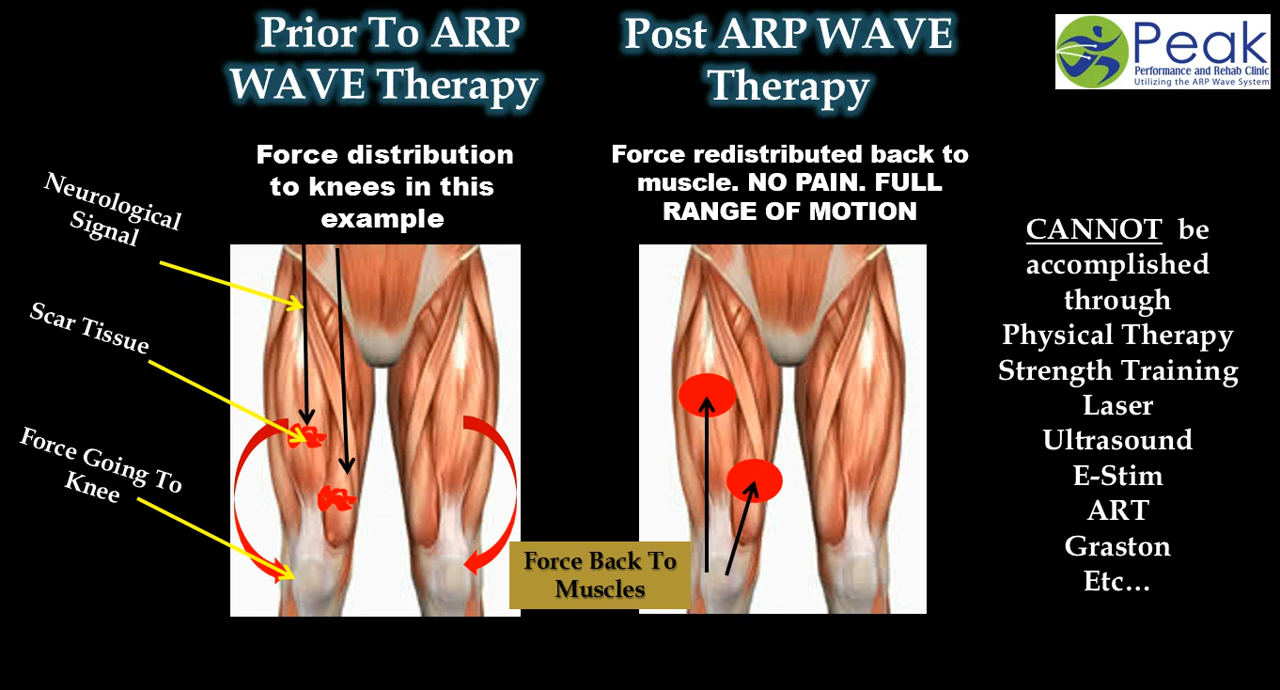 Prior To ARP
WAVE Therapy
Post ARP WAVE
Therapy
Peak
Performance and Rehab Clinic
Utilizing the ARP Wave System
Force distribution
to knees in this
example
Force redistributed back to
muscle. NO PAIN. FULL
RANGE OF MOTION
Neurological
Signal
Scar Tissue
Force Going To
Knee
Force Back To
Muscles
CANNOT be
accomplished
through
Physical Therapy
Strength Training
Laser
Ultrasound
E-Stim
ART
Graston
Etc…